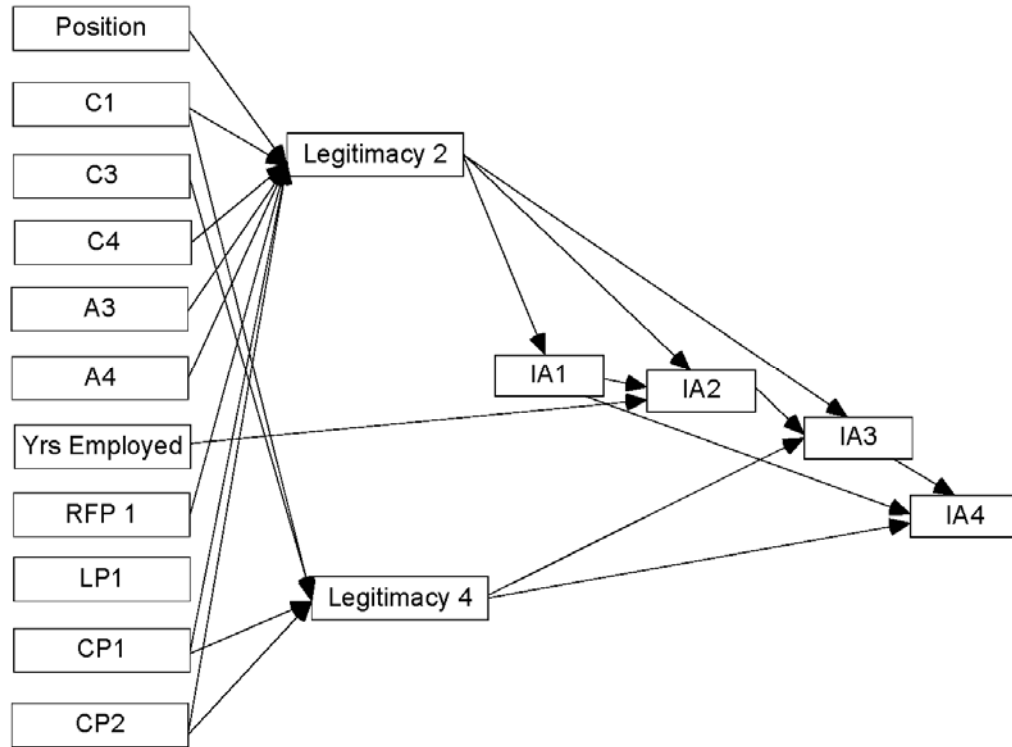 Position
C1
C3
C4
A3
A4
Yrs Employed
RFP 1
LP1
CP1
CP2
Legitimacy 2
Legitimacy 4
IA1
IA2
IA3
IA4